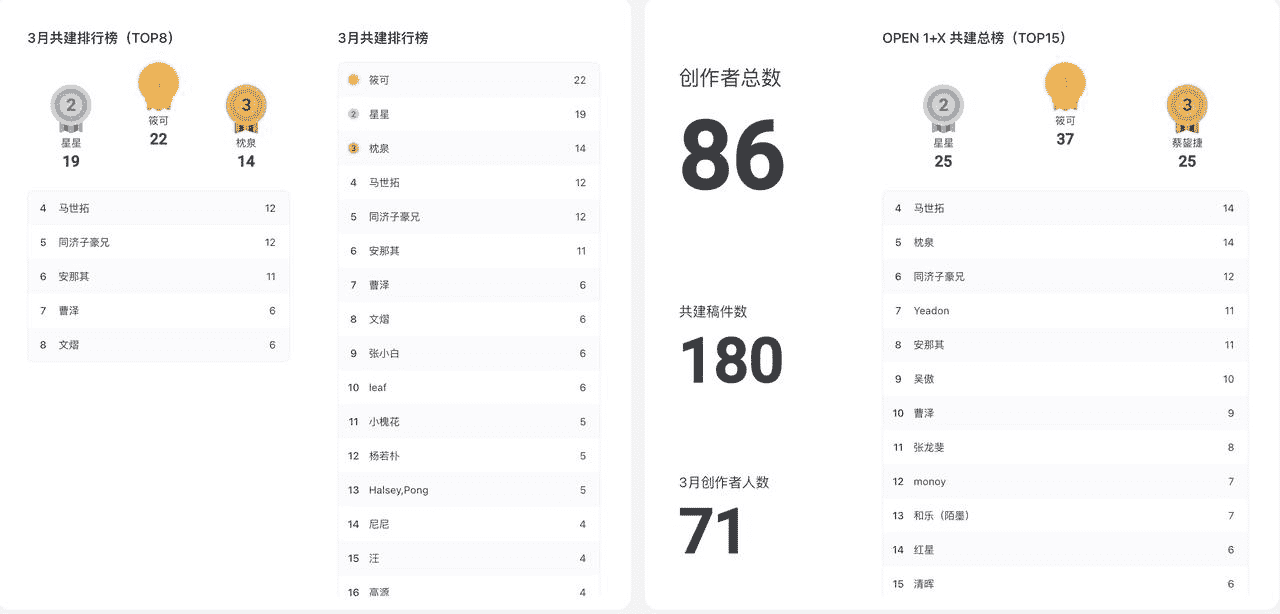 3月共建排行榜（TOP8）
2
星星
19
筱可
22
3
枕泉
14
4 马世拓 12
5 同济子豪兄 12
6 安那其 11
7 曹泽 6
8 文熠 6
3月共建排行榜
筱可 22
2 星星 19
3 枕泉 14
4 马世拓 12
5 同济子豪兄 12
6 安那其 11
7 曹泽 6
8 文熠 6
9 张小白 6
10 leaf 6
11 小槐花 5
12 杨若朴 5
13 Halsey,Pong 5
14 尼尼 4
15 汪 4
16 高源 4
创作者总数
86
共建稿件数
180
3月创作者人数
71
OPEN 1+X 共建总榜（TOP15）
2
星星
25
筱可
37
3
蔡鋆捷
25
4 马世拓 14
5 枕泉 14
6 同济子豪兄 12
7 Yeadon 11
8 安那其 11
9 吴傲 10
10 曹泽 9
11 张龙斐 8
12 monoy 7
13 和乐（陌墨） 7
14 红星 6
15 清晖 6